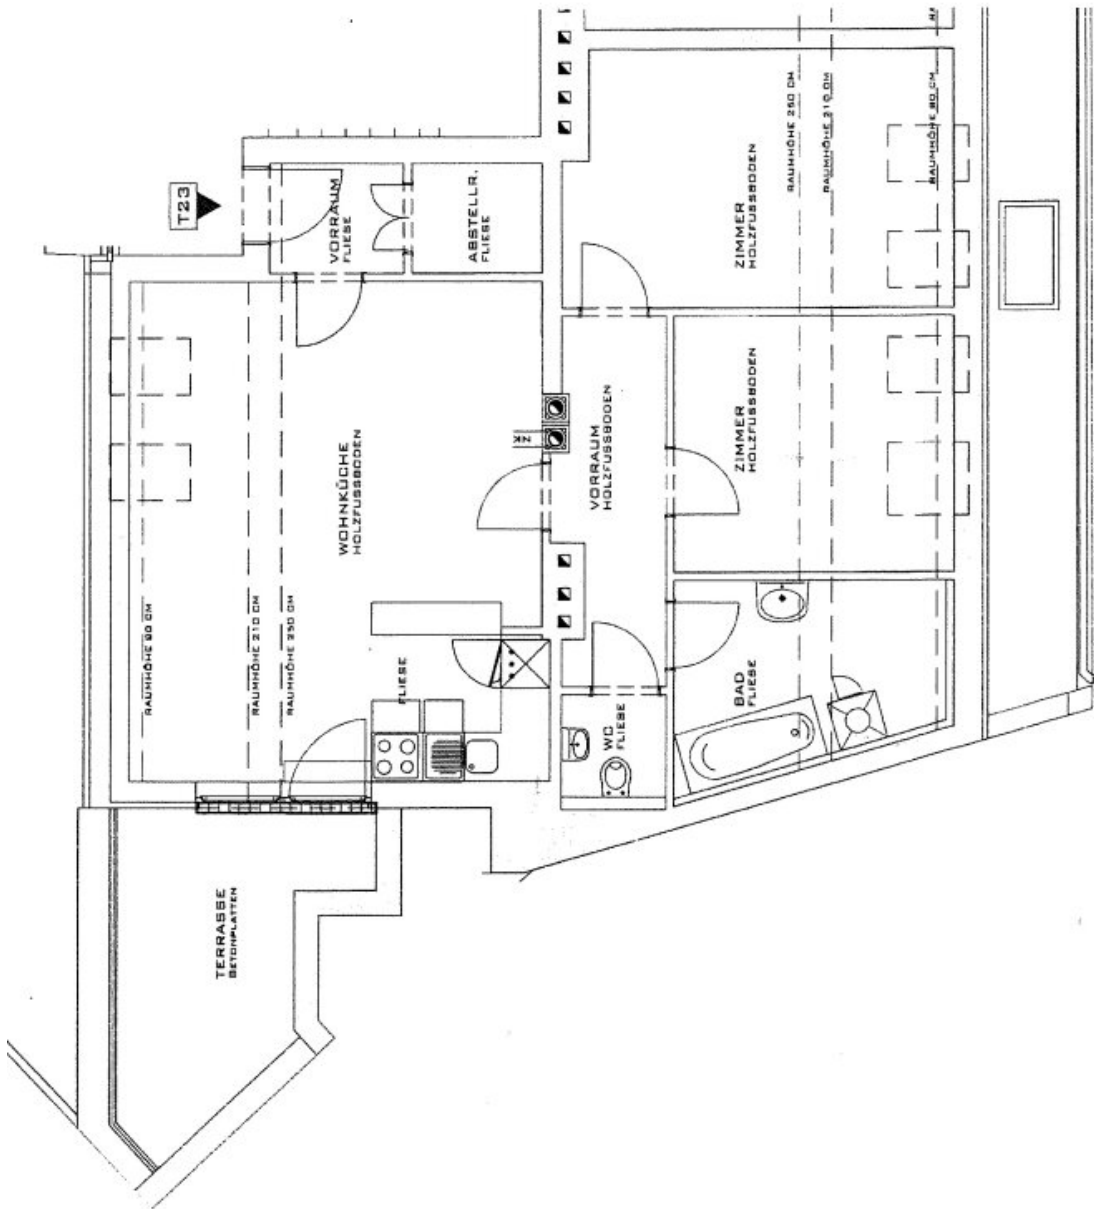 T23
VORRAUM
FLIESE
ABSTELLR.
FLIESE
ZIMMER
HOLZFUSSBODEN
RAUMHÖHE 250 CM
RAUMHÖHE 210 CM
RAUMHÖHE 80 CM
WOHNKÜCHE
HOLZFUSSBODEN
ZK
VORRAUM
HOLZFUSSBODEN
ZIMMER
HOLZFUSSBODEN
RAUMHÖHE 80 CM
RAUMHÖHE 210 CM
RAUMHÖHE 250 CM
FLIESE
WC
FLIESE
BAD
FLIESE
TERRASSE
BETONPLATTEN